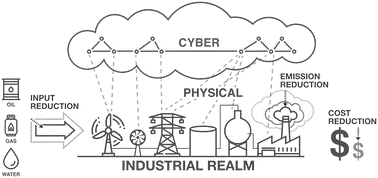 CYBER
PHYSICAL
INPUT
REDUCTION
OIL
GAS
WATER
EMISSION
REDUCTION
COST
REDUCTION
$ $
INDUSTRIAL REALM